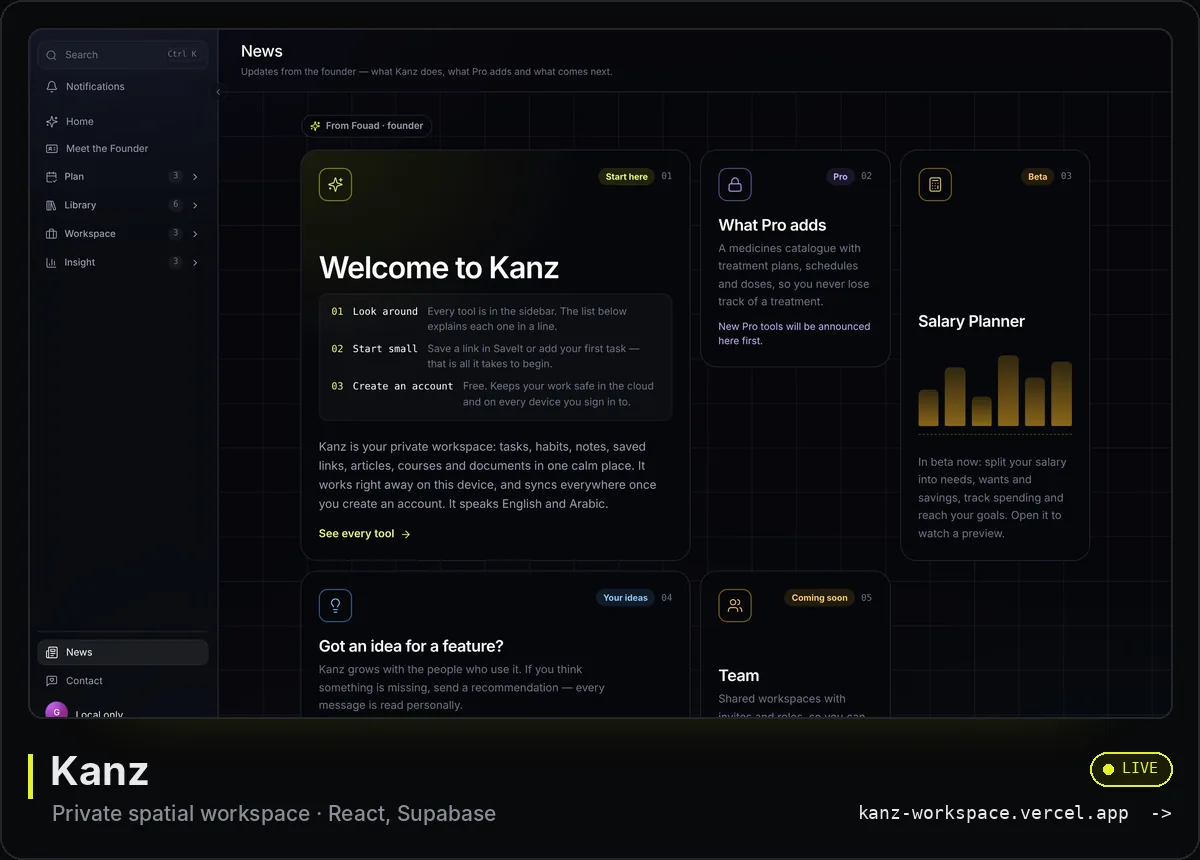 Search Ctrl K
Notifications
Home
Meet the Founder
Plan 3
Library 6
Workspace 3
Insight 3
News
Contact
G Local only
News
Updates from the founder — what Kanz does, what Pro adds and what comes next.
From Fouad · founder
Start here 01
Welcome to Kanz
01 Look around Every tool is in the sidebar. The list below
explains each one in a line.
02 Start small Save a link in SaveIt or add your first task —
that is all it takes to begin.
03 Create an account Free. Keeps your work safe in the cloud
and on every device you sign in to.
Kanz is your private workspace: tasks, habits, notes, saved
links, articles, courses and documents in one calm place. It
works right away on this device, and syncs everywhere once
you create an account. It speaks English and Arabic.
See every tool →
Pro 02
What Pro adds
A medicines catalogue with
treatment plans, schedules
and doses, so you never lose
track of a treatment.
New Pro tools will be announced
here first.
Beta 03
Salary Planner
In beta now: split your salary
into needs, wants and
savings, track spending and
reach your goals. Open it to
watch a preview.
Your ideas 04
Got an idea for a feature?
Kanz grows with the people who use it. If you think
something is missing, send a recommendation — every
message is read personally.
Coming soon 05
Team
Shared workspaces with
invites and roles, so you can
Kanz
Private spatial workspace · React, Supabase
LIVE
kanz-workspace.vercel.app ->